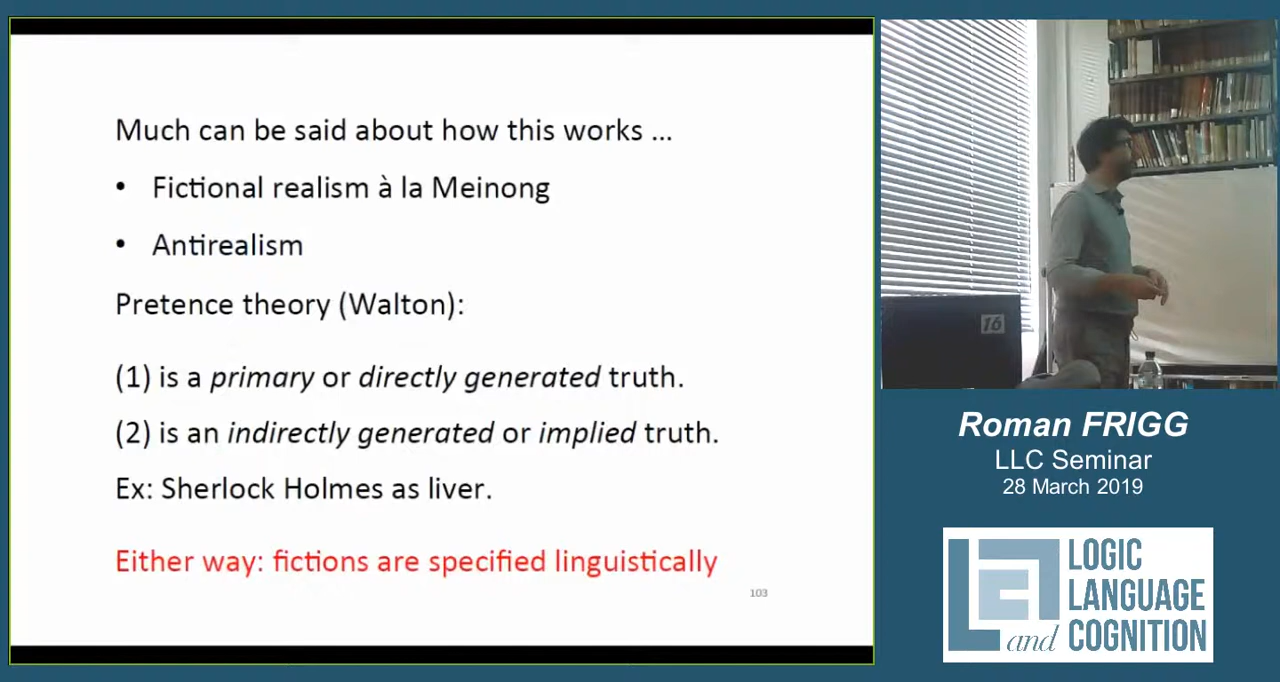 Much can be said about how this works ...
• Fictional realism à la Meinong
• Antirealism
Pretence theory (Walton):
(1) is a primary or directly generated truth.
(2) is an indirectly generated or implied truth.
Ex: Sherlock Holmes as liver.
Either way: fictions are specified linguistically
103
16
Roman FRIGG
LLC Seminar
28 March 2019
LOGIC
LANGUAGE
and COGNITION